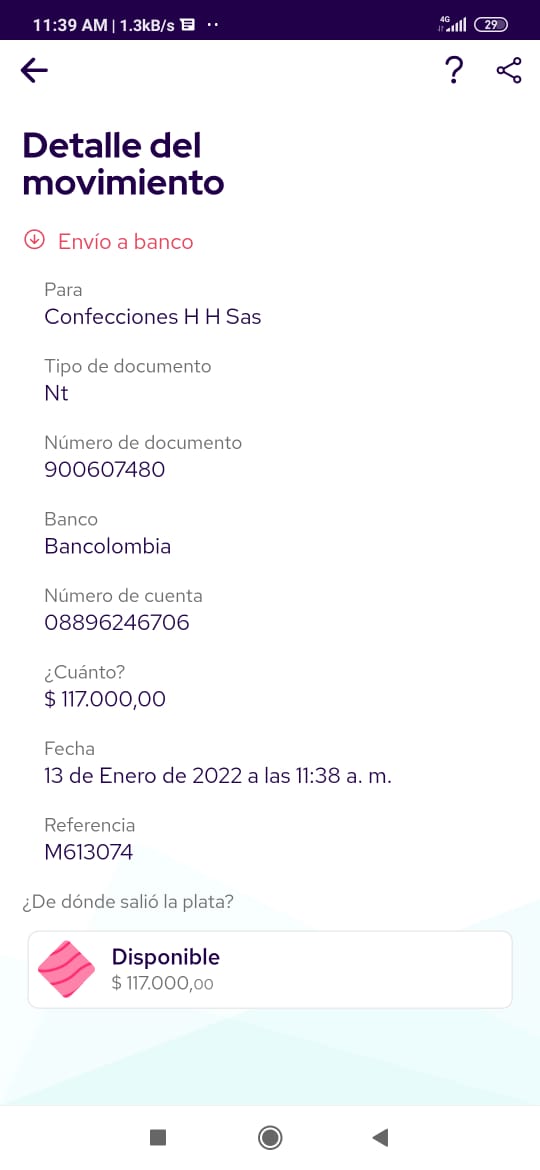 11:39 AM | 1.3kB/s
4G
29
Detalle del
movimiento
Envío a banco
Para
Confecciones H H Sas
Tipo de documento
Nt
Número de documento
900607480
Banco
Bancolombia
Número de cuenta
08896246706
¿Cuánto?
$ 117.000,00
Fecha
13 de Enero de 2022 a las 11:38 a. m.
Referencia
M613074
¿De dónde salió la plata?
Disponible
$ 117.000,00